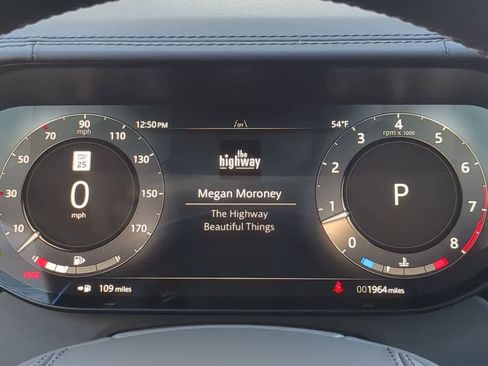 12:50PM
OFF
54°F
90
mph
70
110
50
130
30
150
10
170
25
0
mph
PARK
109 miles
the
highway
Megan Moroney
The Highway
Beautiful Things
4
rpm x 1000
3
5
2
6
1
7
0
8
P
001964 miles